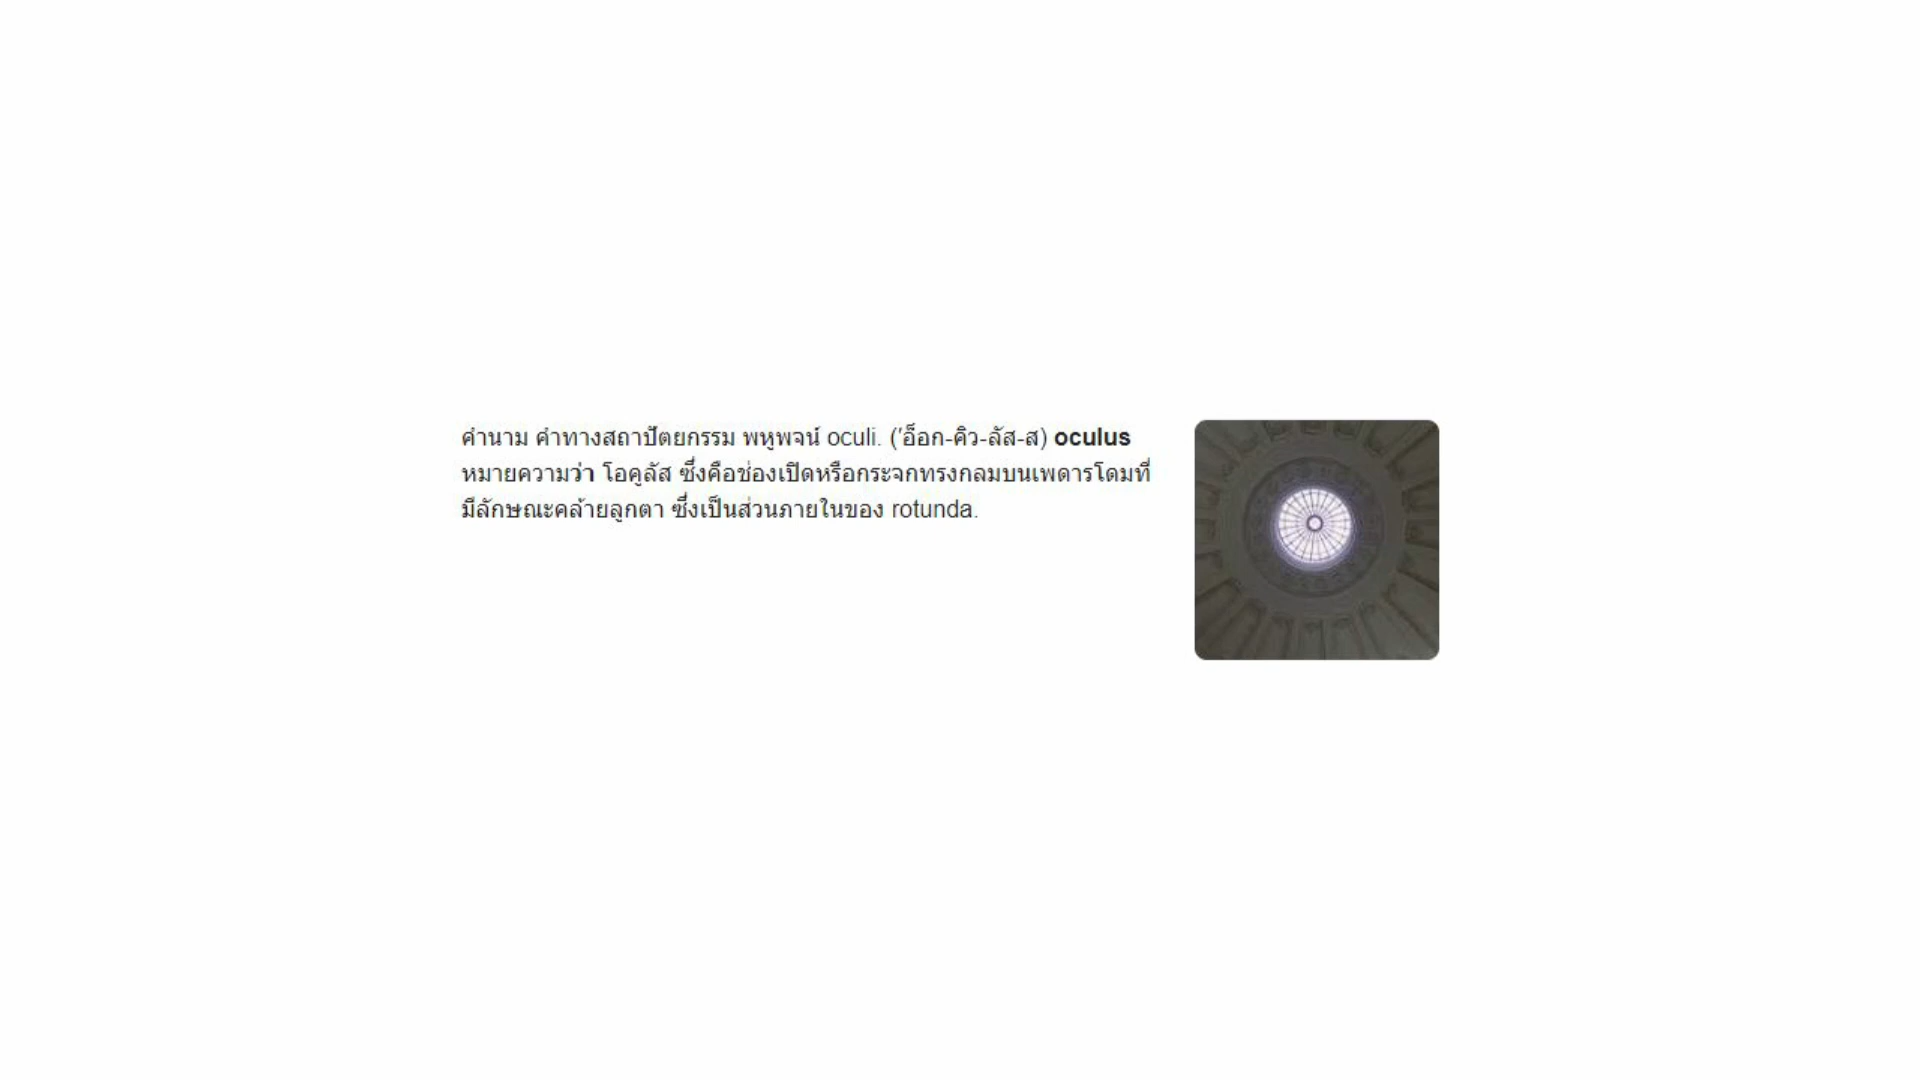 คำนาม คำทางสถาปัตยกรรม พหูพจน์ oculi. ('อ็อก-คิว-ลัส-ส) oculus
หมายความว่า โอคูลัส ซึ่งคือช่องเปิดหรือกระจกทรงกลมบนเพดารโดมที่
มีลักษณะคล้ายลูกตา ซึ่งเป็นส่วนภายในของ rotunda.